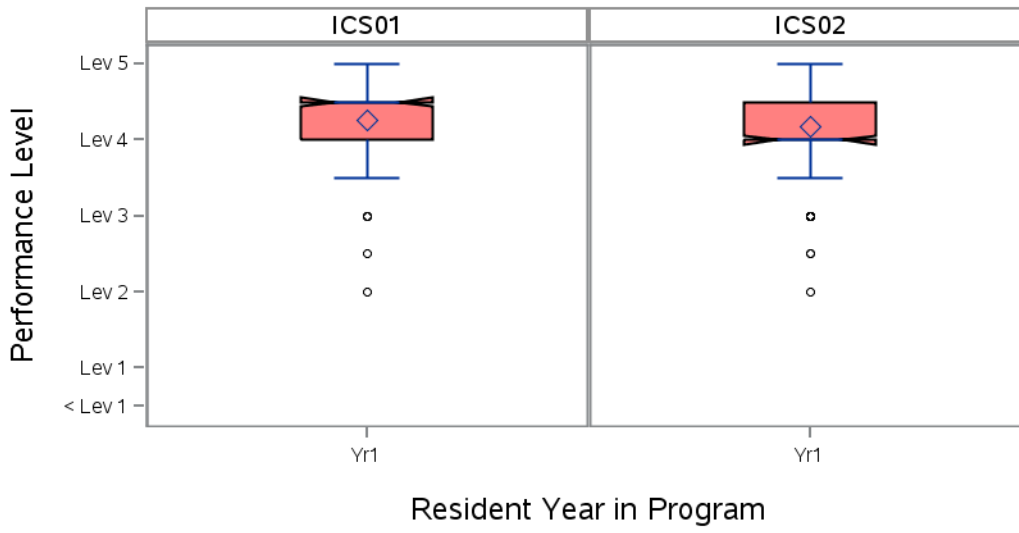 ICS01
ICS02
Performance Level
Lev 5
Lev 4
Lev 3
Lev 2
Lev 1
< Lev 1
Yr1
Yr1
Resident Year in Program